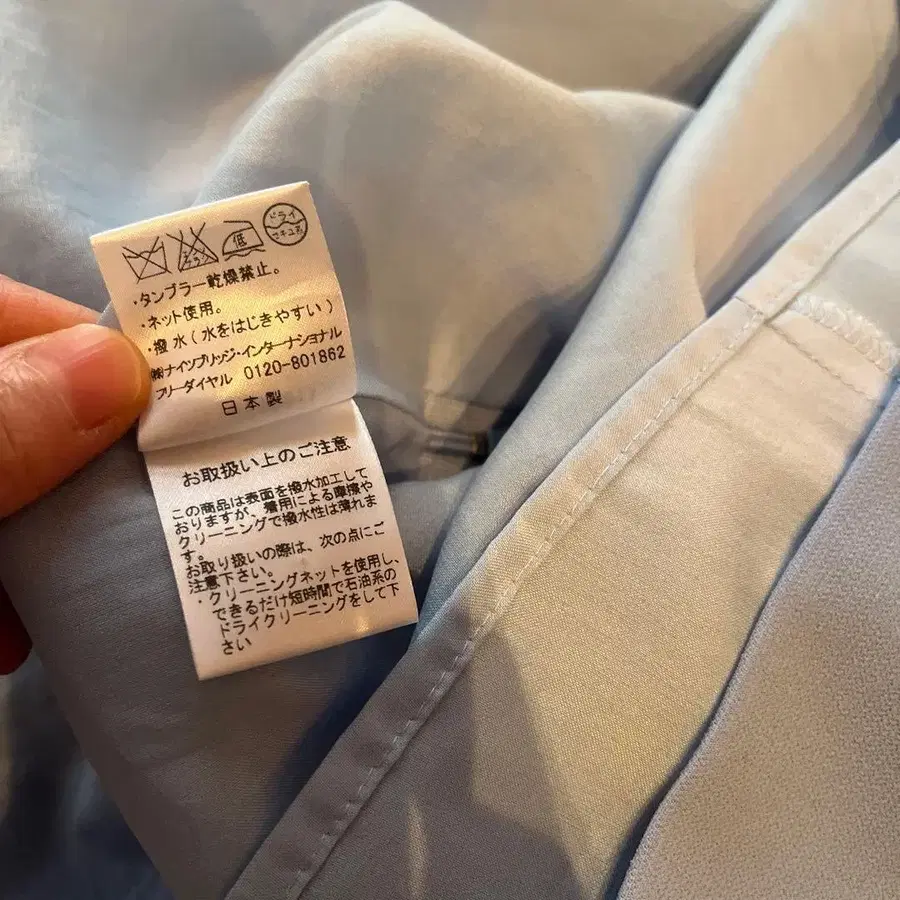 エンソ
サラシ
低
ドライ
セキユ系
・タンブラー乾燥禁止。
・ネット使用。
・撥水(水をはじきやすい)
㈱ナイツブリッジ・インターナショナル
フリーダイヤル 0120-801862
日本製
お取扱い上のご注意
この商品は表面を撥水加工して
おりますが、着用による摩擦や
クリーニングで撥水性は薄れま
す。
お取り扱いの際は、次の点にご
注意下さい。
・クリーニングネットを使用し、
できるだけ短時間で石油系の
ドライクリーニングをして下
さい